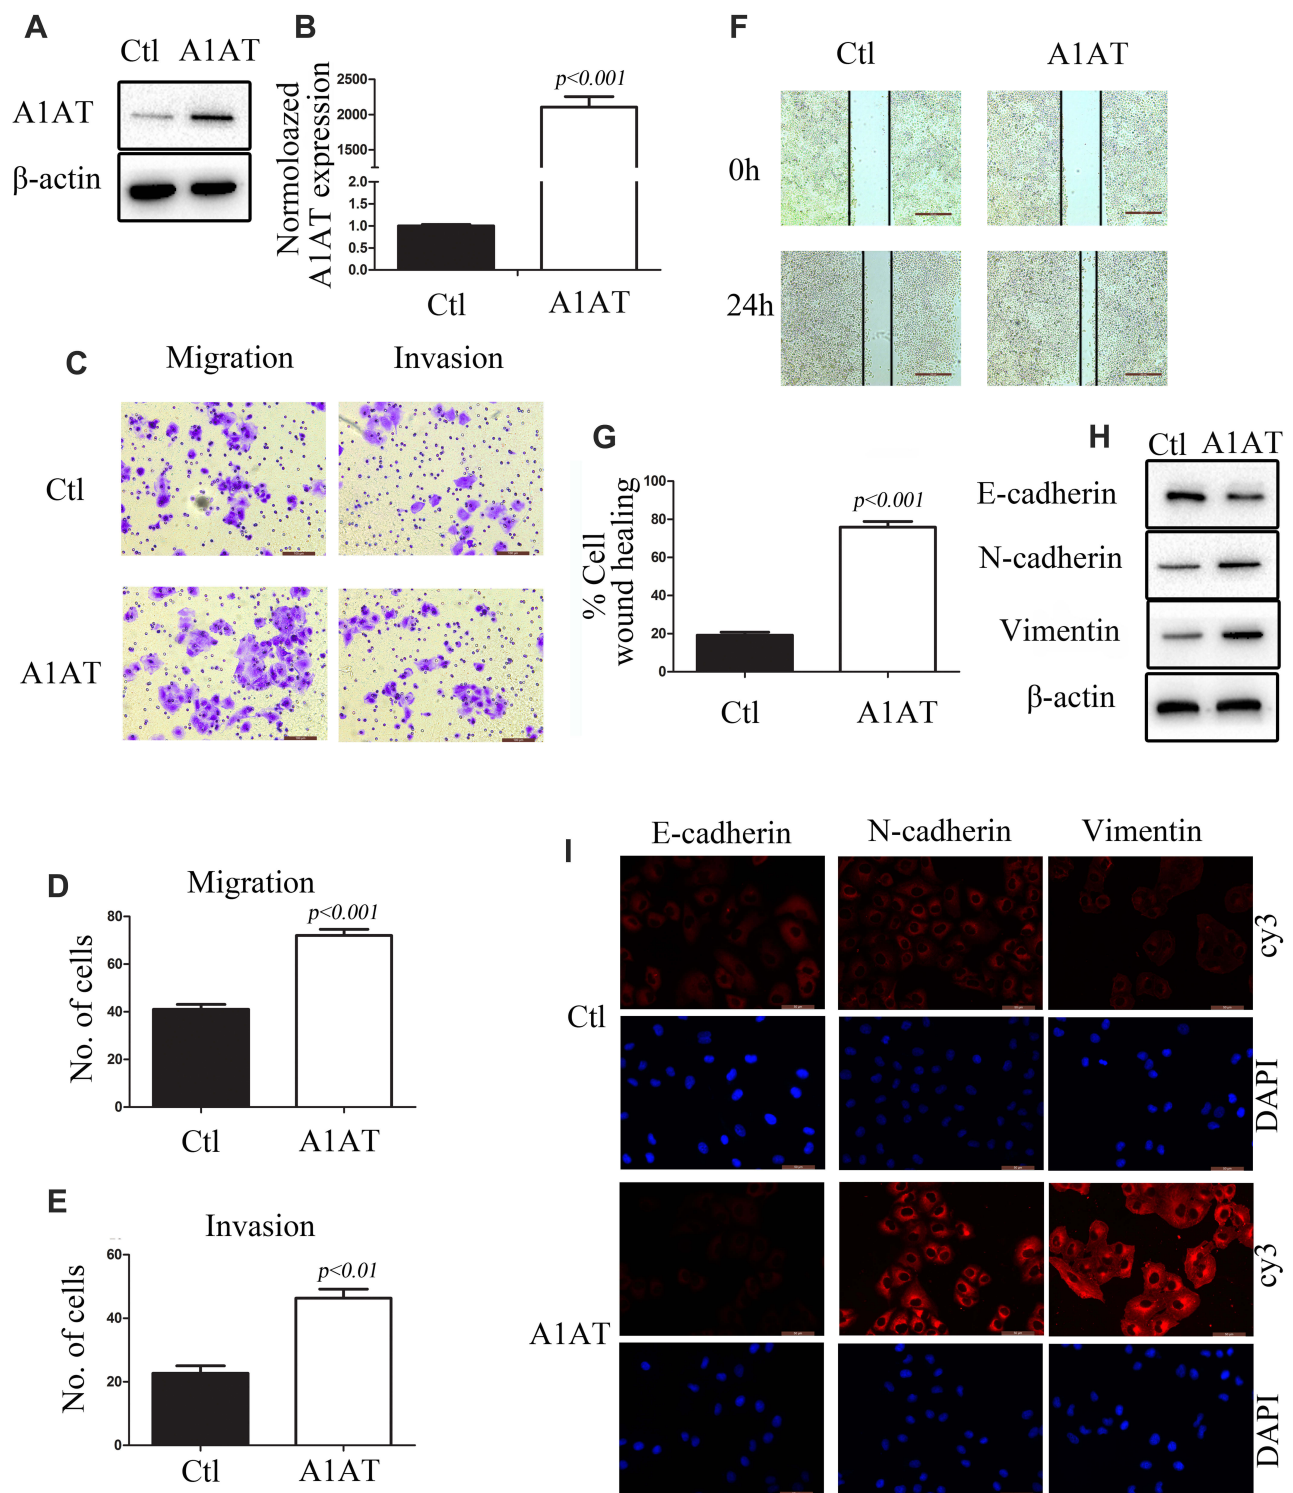 A
Ctl A1AT
A1AT
β-actin
B
Normoloazed
A1AT expression
2500
2000
1500
2.0
1.5
1.0
0.5
0.0
p<0.001
Ctl A1AT
C
Migration Invasion
Ctl
A1AT
D
Migration
No. of cells
80
60
40
20
0
p<0.001
Ctl A1AT
E
Invasion
No. of cells
60
40
20
0
p<0.01
Ctl A1AT
F
Ctl A1AT
0h
24h
G
% Cell
wound healing
100
80
60
40
20
0
p<0.001
Ctl A1AT
H
Ctl A1AT
E-cadherin
N-cadherin
Vimentin
β-actin
I
E-cadherin N-cadherin Vimentin
Ctl
cy3
DAPI
A1AT
cy3
DAPI